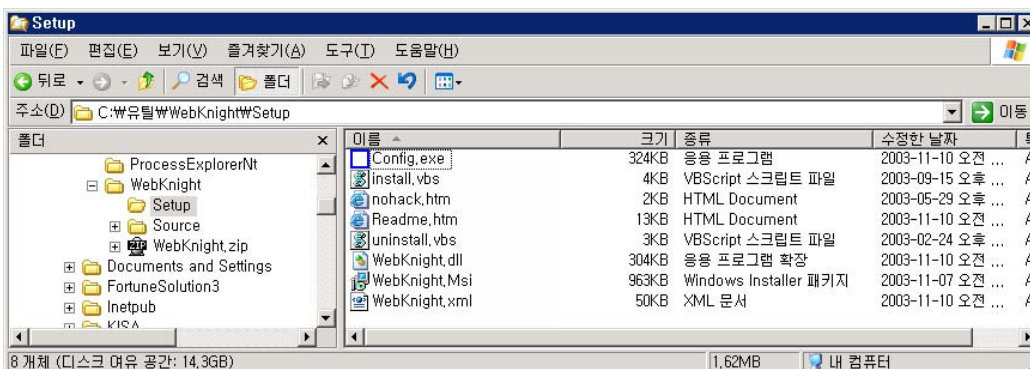 Setup
파일(F) 편집(E) 보기(V) 즐겨찾기(A) 도구(T) 도움말(H)
뒤로 검색 폴더
주소(D) C:₩유틸₩WebKnight₩Setup 이동
폴더
ProcessExplorerNt
WebKnight
Setup
Source
WebKnight.zip
Documents and Settings
FortuneSolution3
Inetpub
KISA
이름 크기 종류 수정한 날짜
Config.exe 324KB 응용 프로그램 2003-11-10 오전 ...
install.vbs 4KB VBScript 스크립트 파일 2003-09-15 오후 ...
nohack.htm 2KB HTML Document 2003-05-29 오전 ...
Readme.htm 13KB HTML Document 2003-11-10 오전 ...
uninstall.vbs 3KB VBScript 스크립트 파일 2003-02-24 오후 ...
WebKnight.dll 304KB 응용 프로그램 확장 2003-11-10 오전 ...
WebKnight.Msi 963KB Windows Installer 패키지 2003-11-07 오전 ...
WebKnight.xml 50KB XML 문서 2003-11-10 오전 ...
8 개체 (디스크 여유 공간: 14.3GB) 1.62MB 내 컴퓨터